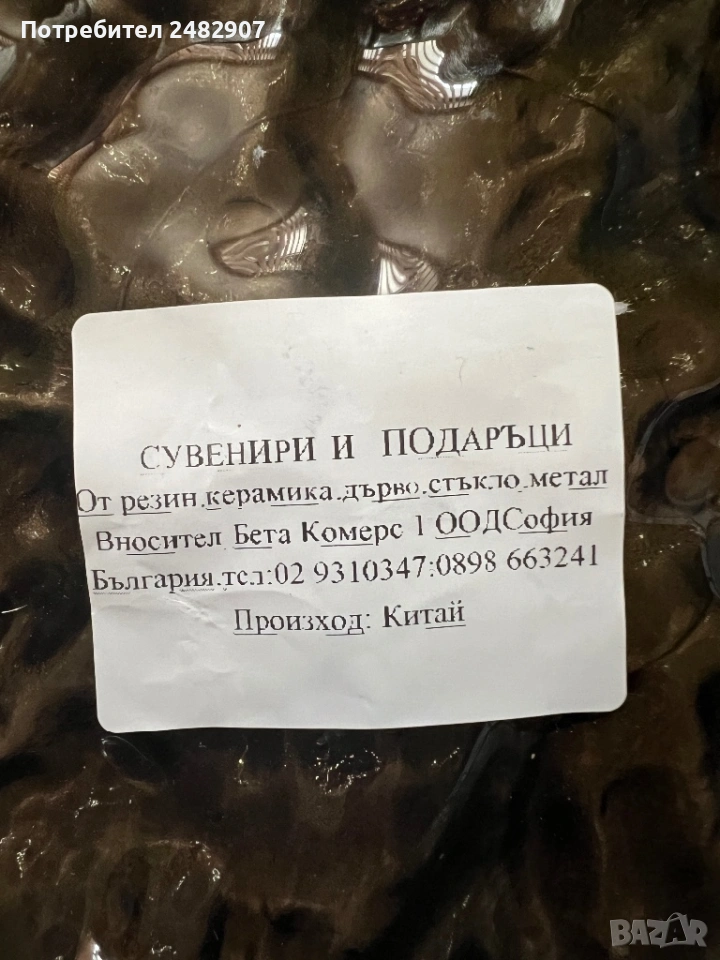 Потребител 2482907
СУВЕНИРИ И ПОДАРЪЦИ
От резин.керамика.дърво.стъкло.метал
Вносител Бета Комерс 1 ООДСофия
България.тел:02 9310347:0898 663241
Произход: Китай
BAZAR